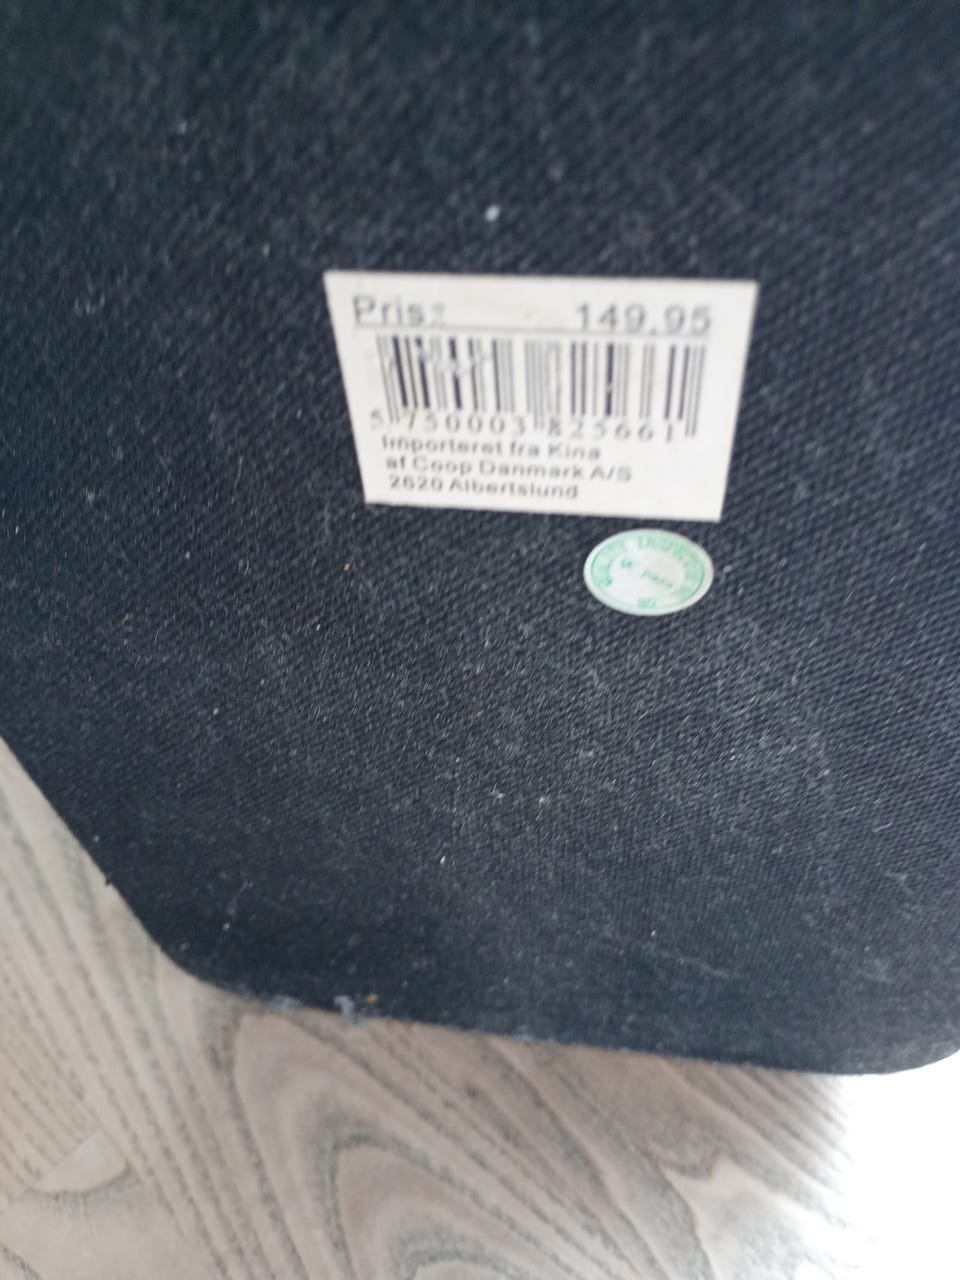 Pris: 149.95
5 750003 825661
Importeret fra Kina
af Coop Danmark A/S
2620 Albertslund